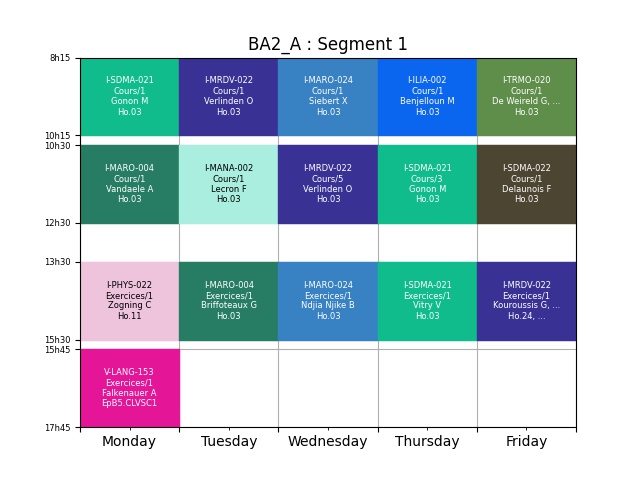 BA2_A : Segment 1
8h15
I-SDMA-021
Cours/1
Gonon M
Ho.03
I-MRDV-022
Cours/1
Verlinden O
Ho.03
I-MARO-024
Cours/1
Siebert X
Ho.03
I-ILIA-002
Cours/1
Benjelloun M
Ho.03
I-TRMO-020
Cours/1
De Weireld G, ...
Ho.03
10h15
10h30
I-MARO-004
Cours/1
Vandaele A
Ho.03
I-MANA-002
Cours/1
Lecron F
Ho.03
I-MRDV-022
Cours/5
Verlinden O
Ho.03
I-SDMA-021
Cours/3
Gonon M
Ho.03
I-SDMA-022
Cours/1
Delaunois F
Ho.03
12h30
13h30
I-PHYS-022
Exercices/1
Zogning C
Ho.11
I-MARO-004
Exercices/1
Briffoteaux G
Ho.03
I-MARO-024
Exercices/1
Ndjia Njike B
Ho.03
I-SDMA-021
Exercices/1
Vitry V
Ho.03
I-MRDV-022
Exercices/1
Kouroussis G, ...
Ho.24, ...
15h30
15h45
V-LANG-153
Exercices/1
Falkenauer A
EpB5.CLVSC1
17h45
Monday
Tuesday
Wednesday
Thursday
Friday